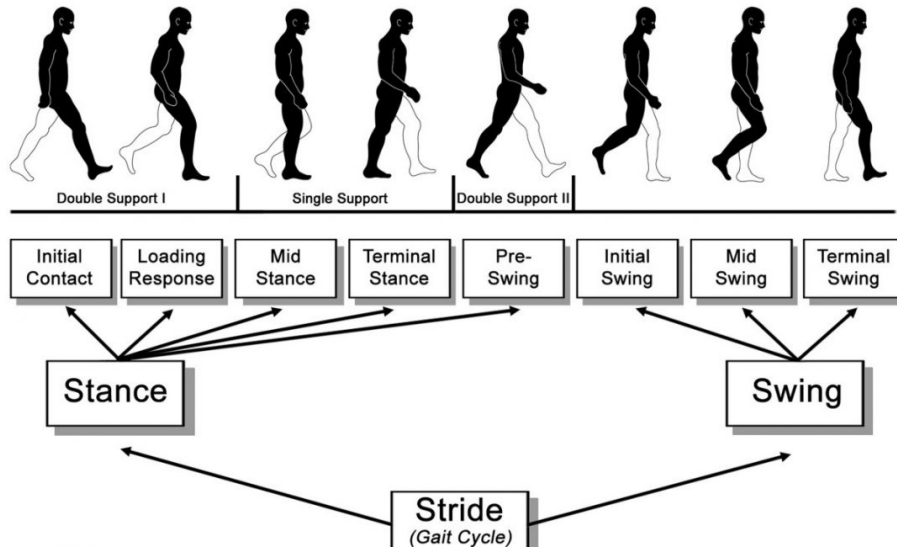 Double Support I
Single Support
Double Support II
Initial
Contact
Loading
Response
Mid
Stance
Terminal
Stance
Pre-
Swing
Initial
Swing
Mid
Swing
Terminal
Swing
Stance
Swing
Stride
(Gait Cycle)